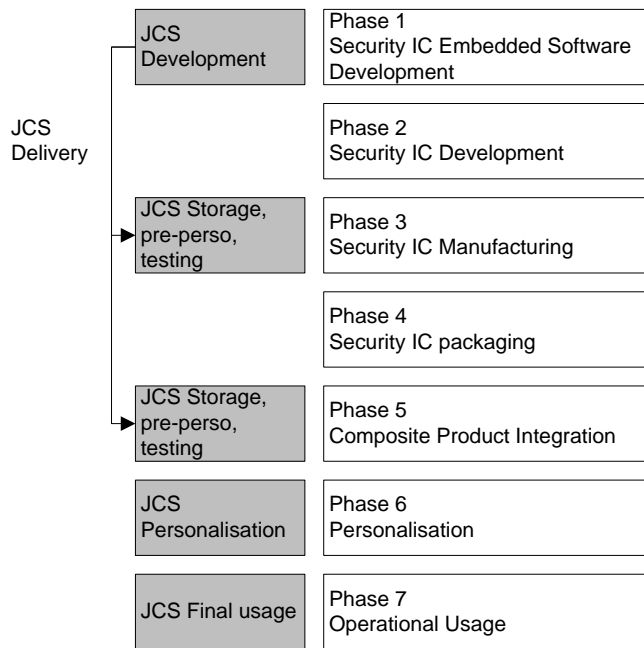 JCS
Development
Phase 1
Security IC Embedded Software
Development
JCS
Delivery
Phase 2
Security IC Development
JCS Storage,
pre-perso,
testing
Phase 3
Security IC Manufacturing
Phase 4
Security IC packaging
JCS Storage,
pre-perso,
testing
Phase 5
Composite Product Integration
JCS
Personalisation
Phase 6
Personalisation
JCS Final usage
Phase 7
Operational Usage